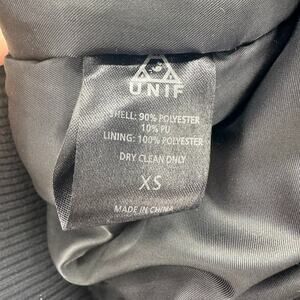 UNIF
SHELL: 90% POLYESTER
10% PU
LINING: 100% POLYESTER
DRY CLEAN ONLY
XS
MADE IN CHINA